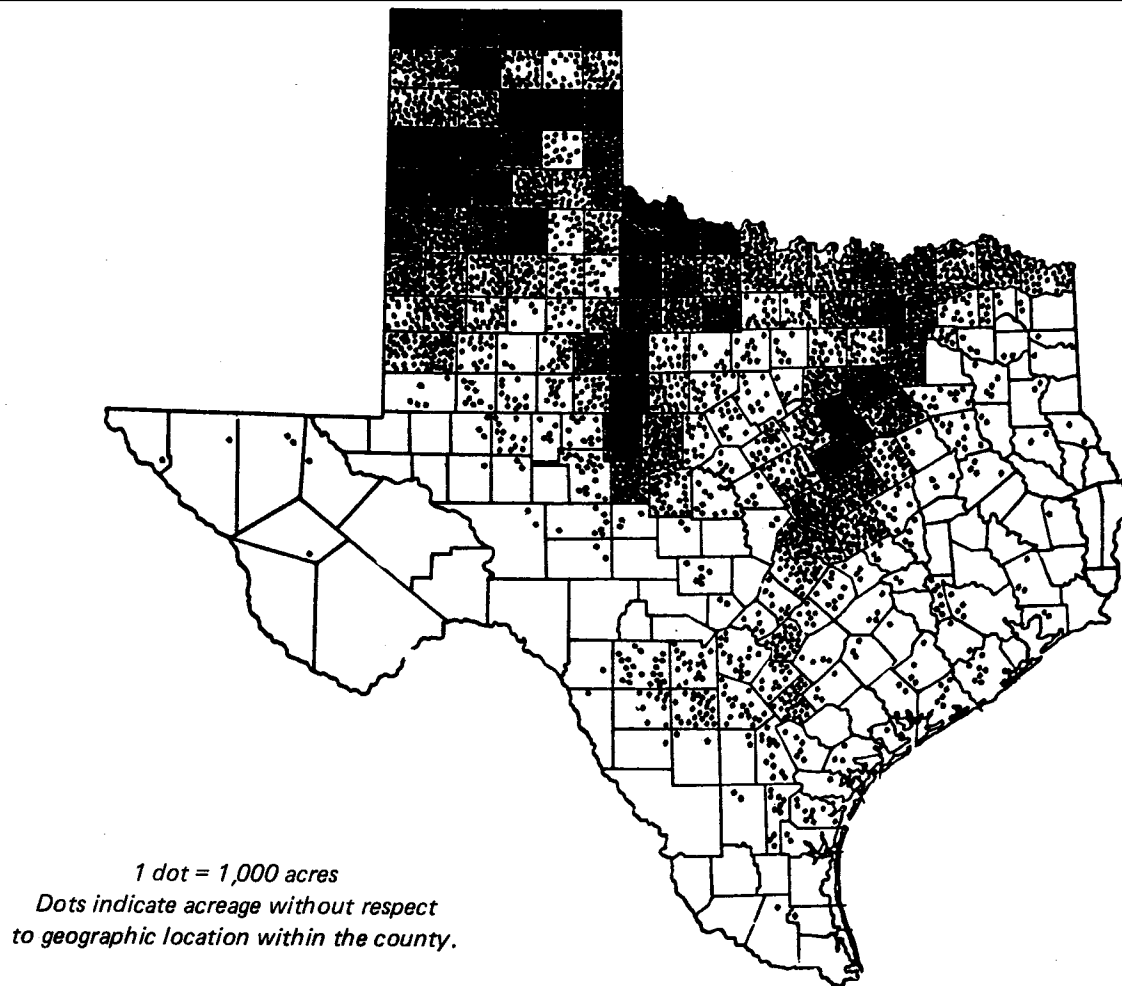 1 dot = 1,000 acres
Dots indicate acreage without respect
to geographic location within the county.